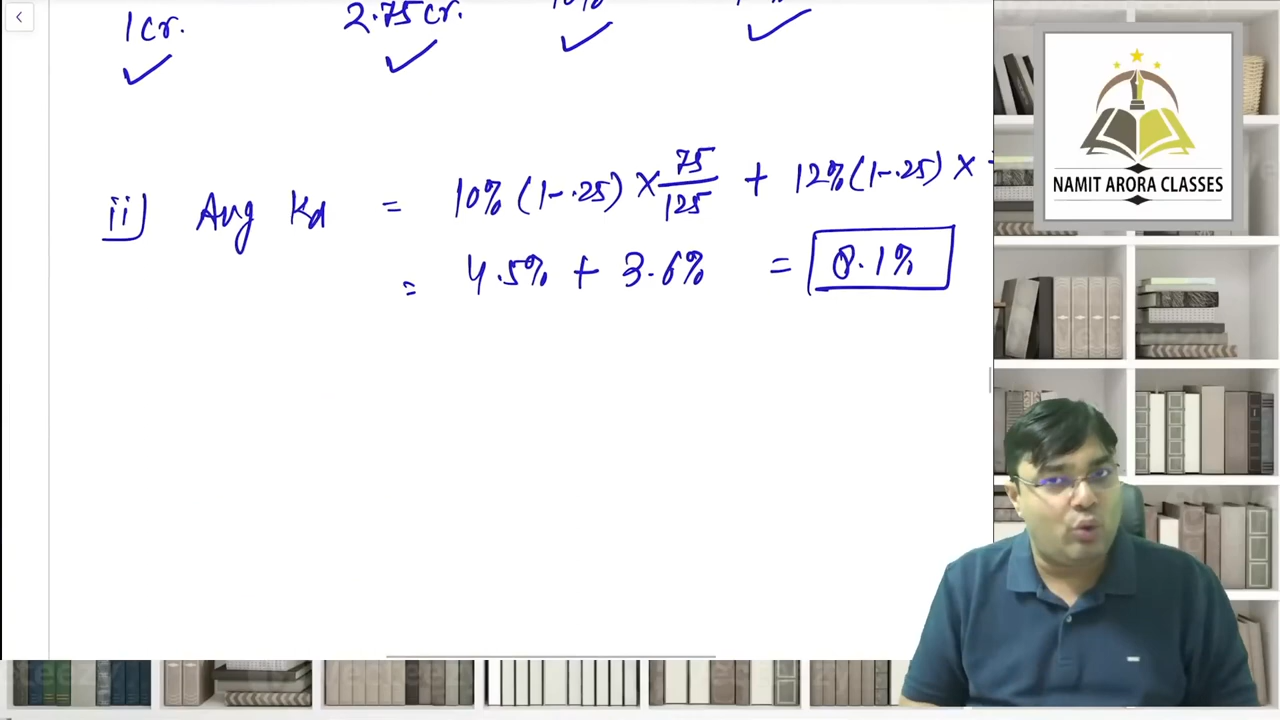 1cr. 2.75cr.
ii) Avg Kd = 10% (1-.25) × 75/125 + 12% (1-.25) ×
= 4.5% + 3.6% = 8.1%
NAMIT ARORA CLASSES